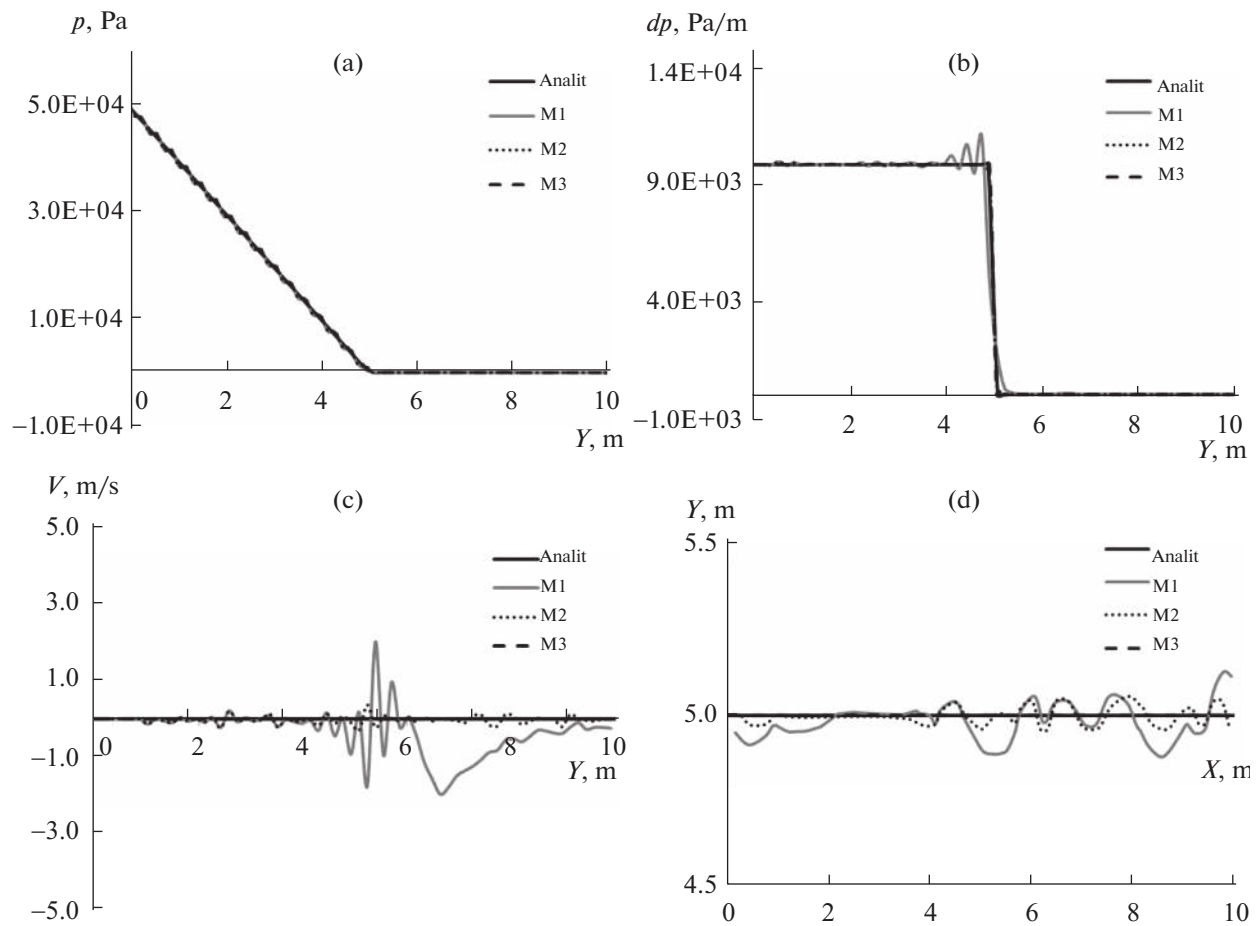 p, Pa
(a)
Analit
M1
M2
M3
5.0E+04
3.0E+04
1.0E+04
0 2 4 6 8 10
−1.0E+04
Y, m
dp, Pa/m
(b)
Analit
M1
M2
M3
1.4E+04
9.0E+03
4.0E+03
−1.0E+03
2 4 6 8 10
Y, m
V, m/s
(c)
Analit
M1
M2
M3
5.0
3.0
1.0
0 2 4 6 8 10
−1.0
Y, m
−3.0
−5.0
Y, m
(d)
Analit
M1
M2
M3
5.5
5.0
X, m
4.5
0 2 4 6 8 10